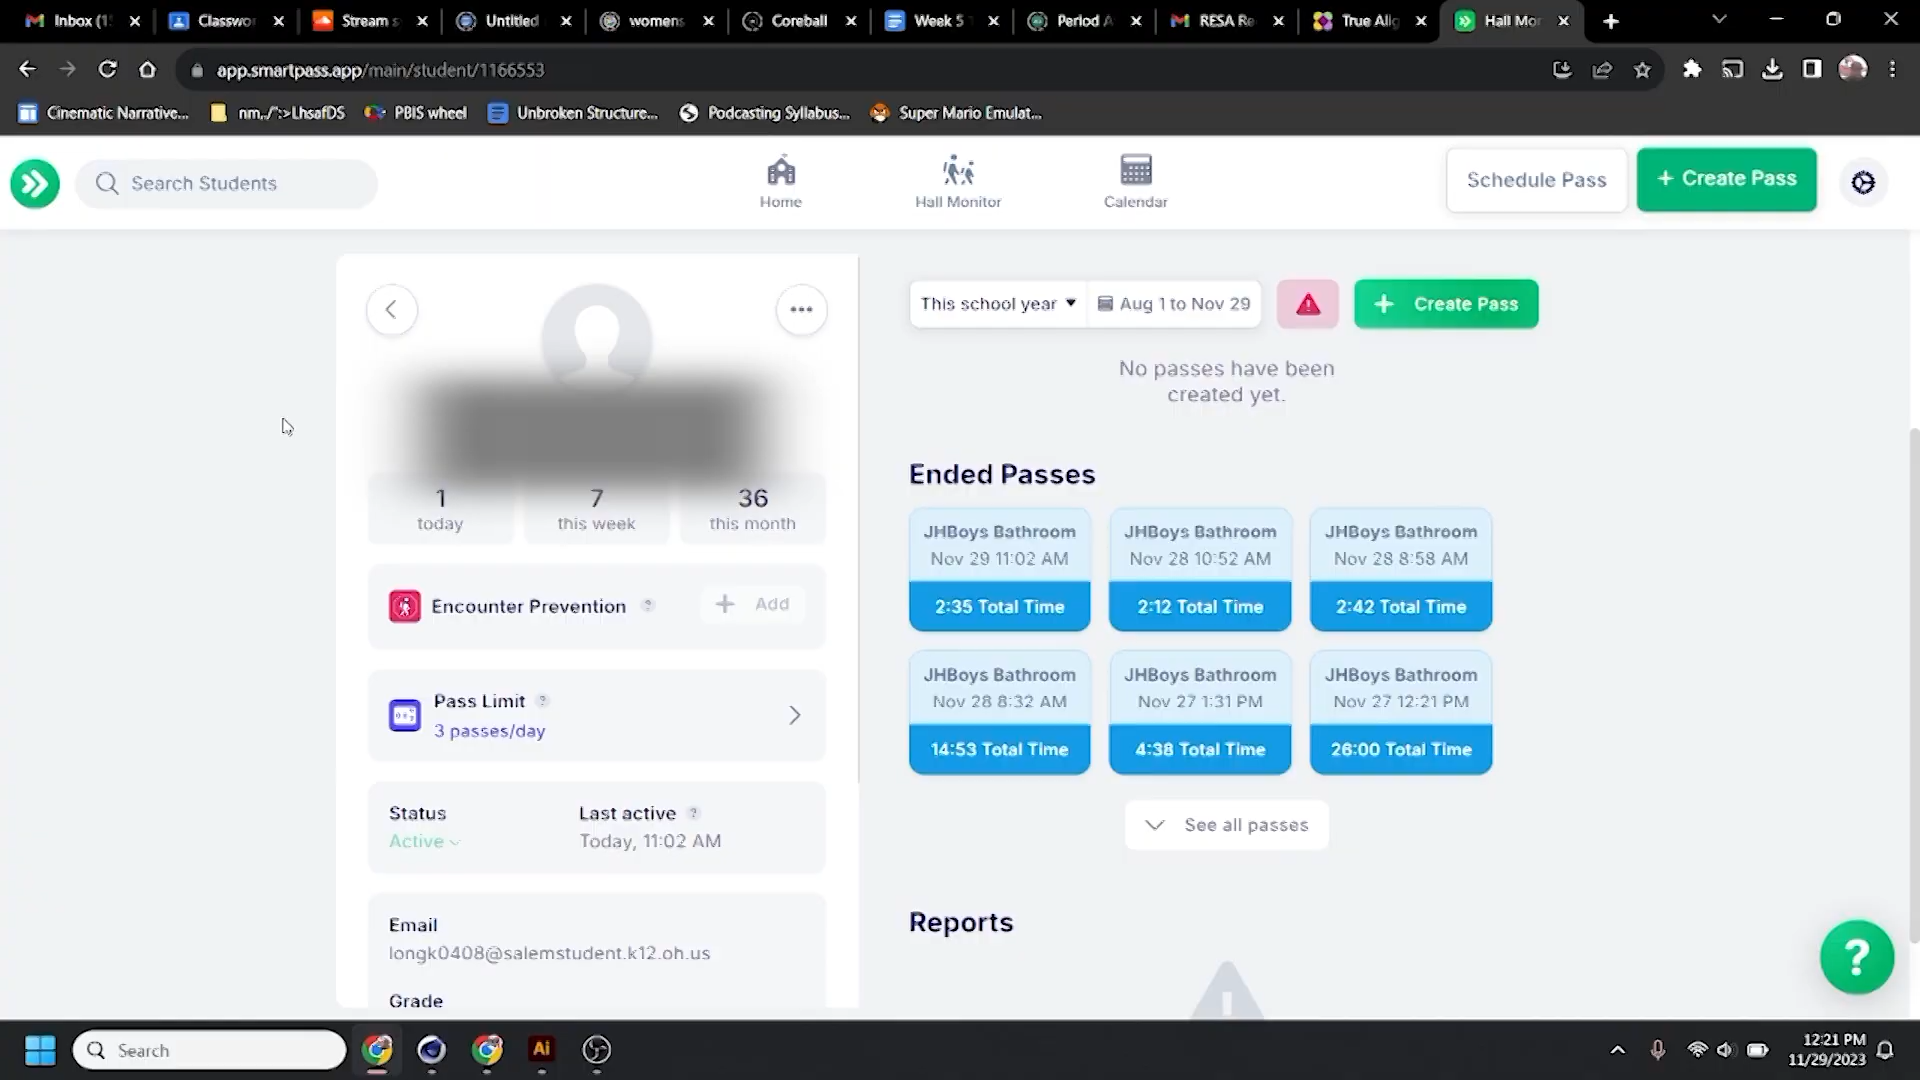 Inbox (1
Classwo
Stream s
Untitled
womens
Coreball
Week 5
Period A
RESA Re
True Alig
Hall Mor
app.smartpass.app/main/student/1166553
Cinematic Narrative...
nm,./":>LhsafDS
PBIS wheel
Unbroken Structure...
Podcasting Syllabus...
Super Mario Emulat...
Search Students
Home
Hall Monitor
Calendar
Schedule Pass
+ Create Pass
This school year
Aug 1 to Nov 29
+ Create Pass
No passes have been
created yet.
1
today
7
this week
36
this month
Encounter Prevention ?
+ Add
Pass Limit ?
3 passes/day
Status
Active
Last active ?
Today, 11:02 AM
Email
longk0408@salemstudent.k12.oh.us
Grade
Ended Passes
JHBoys Bathroom
Nov 29 11:02 AM
2:35 Total Time
JHBoys Bathroom
Nov 28 10:52 AM
2:12 Total Time
JHBoys Bathroom
Nov 28 8:58 AM
2:42 Total Time
JHBoys Bathroom
Nov 28 8:32 AM
14:53 Total Time
JHBoys Bathroom
Nov 27 1:31 PM
4:38 Total Time
JHBoys Bathroom
Nov 27 12:21 PM
26:00 Total Time
See all passes
Reports
?
Search
Ai
12:21 PM
11/29/2023